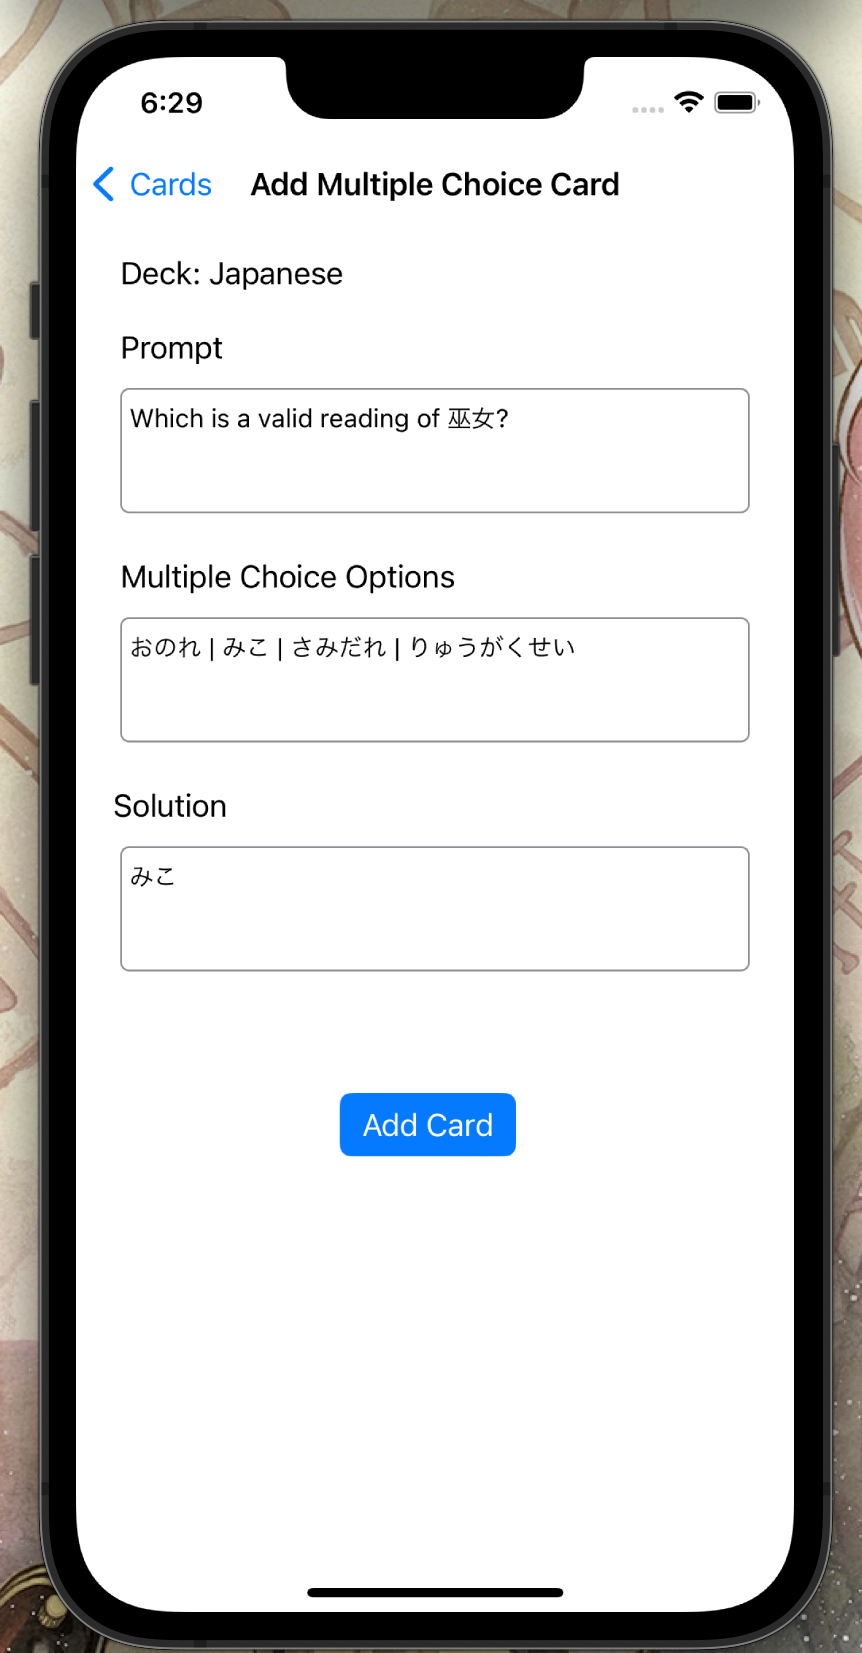 6:29
Cards Add Multiple Choice Card
Deck: Japanese
Prompt
Which is a valid reading of 巫女?
Multiple Choice Options
おのれ | みこ | さみだれ | りゅうがくせい
Solution
みこ
Add Card